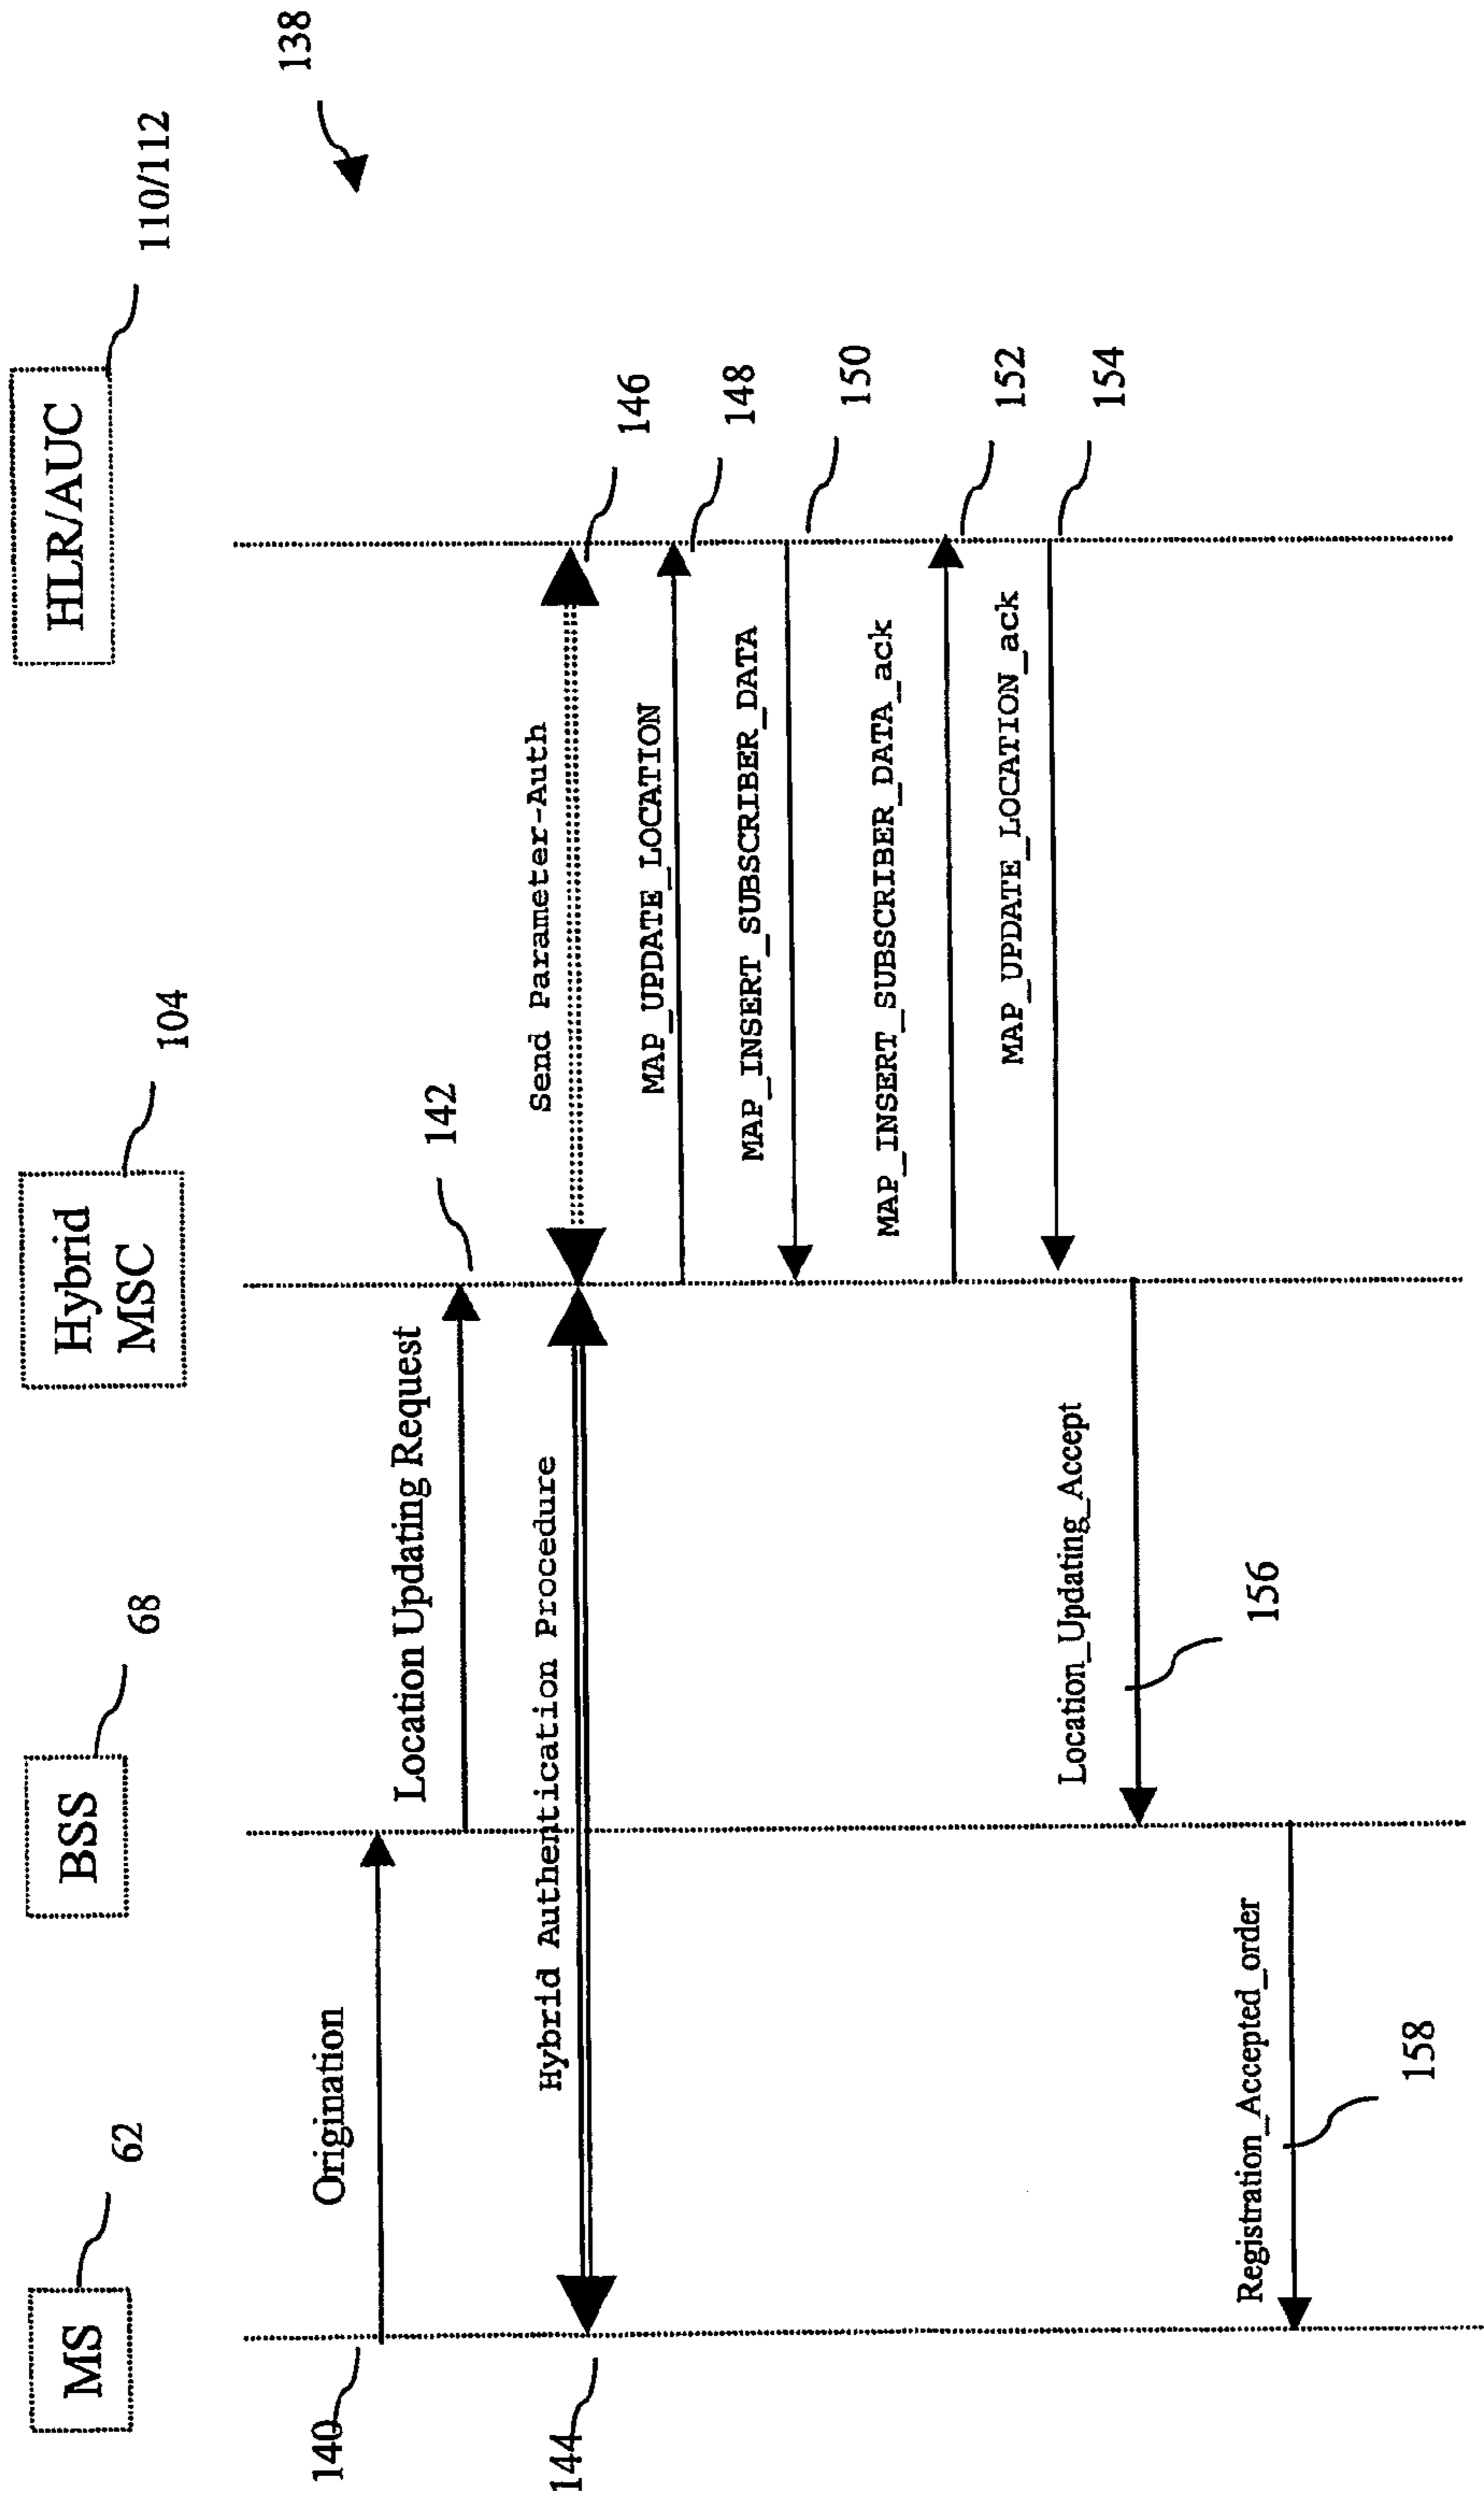 MS
62
BSS
68
Hybrid
MSC
104
HLR/AUC
110/112
138
140
Origination
Location Updating Request
142
144
Hybrid Authentication Procedure
Send Parameter-Auth
146
MAP_UPDATE_LOCATION
148
MAP_INSERT_SUBSCRIBER_DATA
150
MAP_INSERT_SUBSCRIBER_DATA_ack
152
MAP_UPDATE_LOCATION_ack
154
Location_Updating_Accept
156
Registration_Accepted_order
158